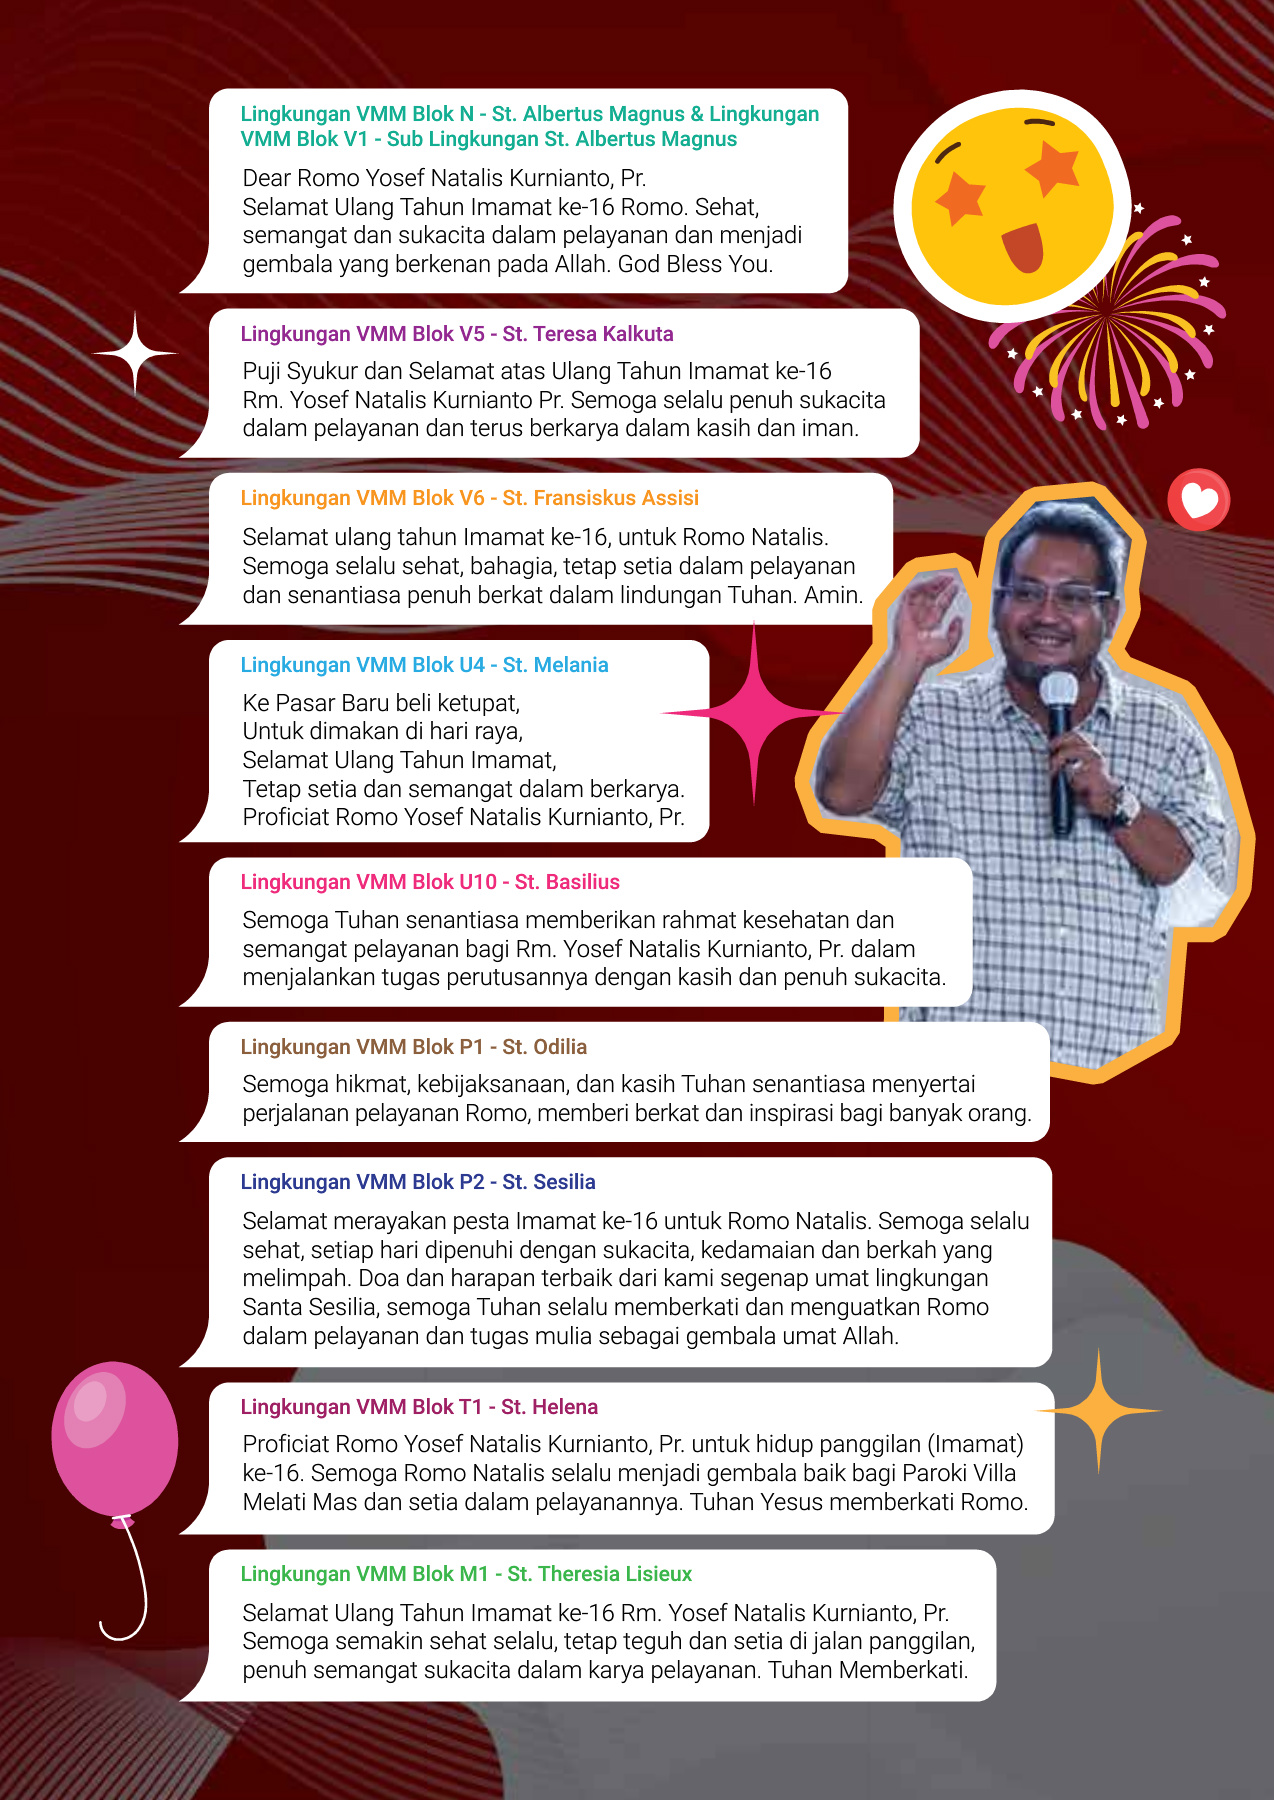 Lingkungan VMM Blok N - St. Albertus Magnus & Lingkungan
VMM Blok V1 - Sub Lingkungan St. Albertus Magnus
Dear Romo Yosef Natalis Kurnianto, Pr.
Selamat Ulang Tahun Imamat ke-16 Romo. Sehat,
semangat dan sukacita dalam pelayanan dan menjadi
gembala yang berkenan pada Allah. God Bless You.
Lingkungan VMM Blok V5 - St. Teresa Kalkuta
Puji Syukur dan Selamat atas Ulang Tahun Imamat ke-16
Rm. Yosef Natalis Kurnianto Pr. Semoga selalu penuh sukacita
dalam pelayanan dan terus berkarya dalam kasih dan iman.
Lingkungan VMM Blok V6 - St. Fransiskus Assisi
Selamat ulang tahun Imamat ke-16, untuk Romo Natalis.
Semoga selalu sehat, bahagia, tetap setia dalam pelayanan
dan senantiasa penuh berkat dalam lindungan Tuhan. Amin.
Lingkungan VMM Blok U4 - St. Melania
Ke Pasar Baru beli ketupat,
Untuk dimakan di hari raya,
Selamat Ulang Tahun Imamat,
Tetap setia dan semangat dalam berkarya.
Proficiat Romo Yosef Natalis Kurnianto, Pr.
Lingkungan VMM Blok U10 - St. Basilius
Semoga Tuhan senantiasa memberikan rahmat kesehatan dan
semangat pelayanan bagi Rm. Yosef Natalis Kurnianto, Pr. dalam
menjalankan tugas perutusannya dengan kasih dan penuh sukacita.
Lingkungan VMM Blok P1 - St. Odilia
Semoga hikmat, kebijaksanaan, dan kasih Tuhan senantiasa menyertai
perjalanan pelayanan Romo, memberi berkat dan inspirasi bagi banyak orang.
Lingkungan VMM Blok P2 - St. Sesilia
Selamat merayakan pesta Imamat ke-16 untuk Romo Natalis. Semoga selalu
sehat, setiap hari dipenuhi dengan sukacita, kedamaian dan berkah yang
melimpah. Doa dan harapan terbaik dari kami segenap umat lingkungan
Santa Sesilia, semoga Tuhan selalu memberkati dan menguatkan Romo
dalam pelayanan dan tugas mulia sebagai gembala umat Allah.
Lingkungan VMM Blok T1 - St. Helena
Proficiat Romo Yosef Natalis Kurnianto, Pr. untuk hidup panggilan (Imamat)
ke-16. Semoga Romo Natalis selalu menjadi gembala baik bagi Paroki Villa
Melati Mas dan setia dalam pelayanannya. Tuhan Yesus memberkati Romo.
Lingkungan VMM Blok M1 - St. Theresia Lisieux
Selamat Ulang Tahun Imamat ke-16 Rm. Yosef Natalis Kurnianto, Pr.
Semoga semakin sehat selalu, tetap teguh dan setia di jalan panggilan,
penuh semangat sukacita dalam karya pelayanan. Tuhan Memberkati.